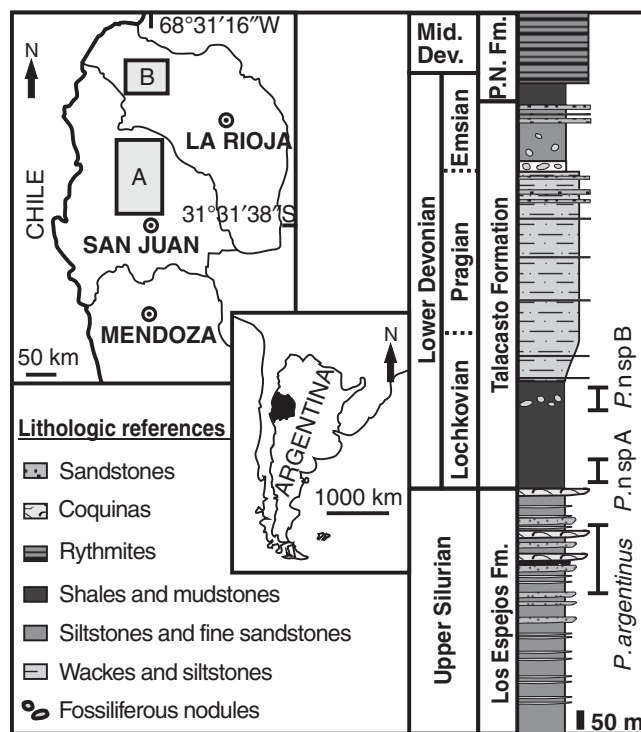 68°31′16″W
N
B
LA RIOJA
A
CHILE
31°31′38″S
SAN JUAN
MENDOZA
50 km
N
ARGENTINA
1000 km
Lithologic references
Sandstones
Coquinas
Rythmites
Shales and mudstones
Siltstones and fine sandstones
Wackes and siltstones
Fossiliferous nodules
Mid.
Dev.
P.N. Fm.
Lower Devonian
Emsian
Pragian
Lochkovian
Talacasto Formation
Upper Silurian
Los Espejos Fm.
P. n sp B
P. n sp A
P. argentinus
50 m